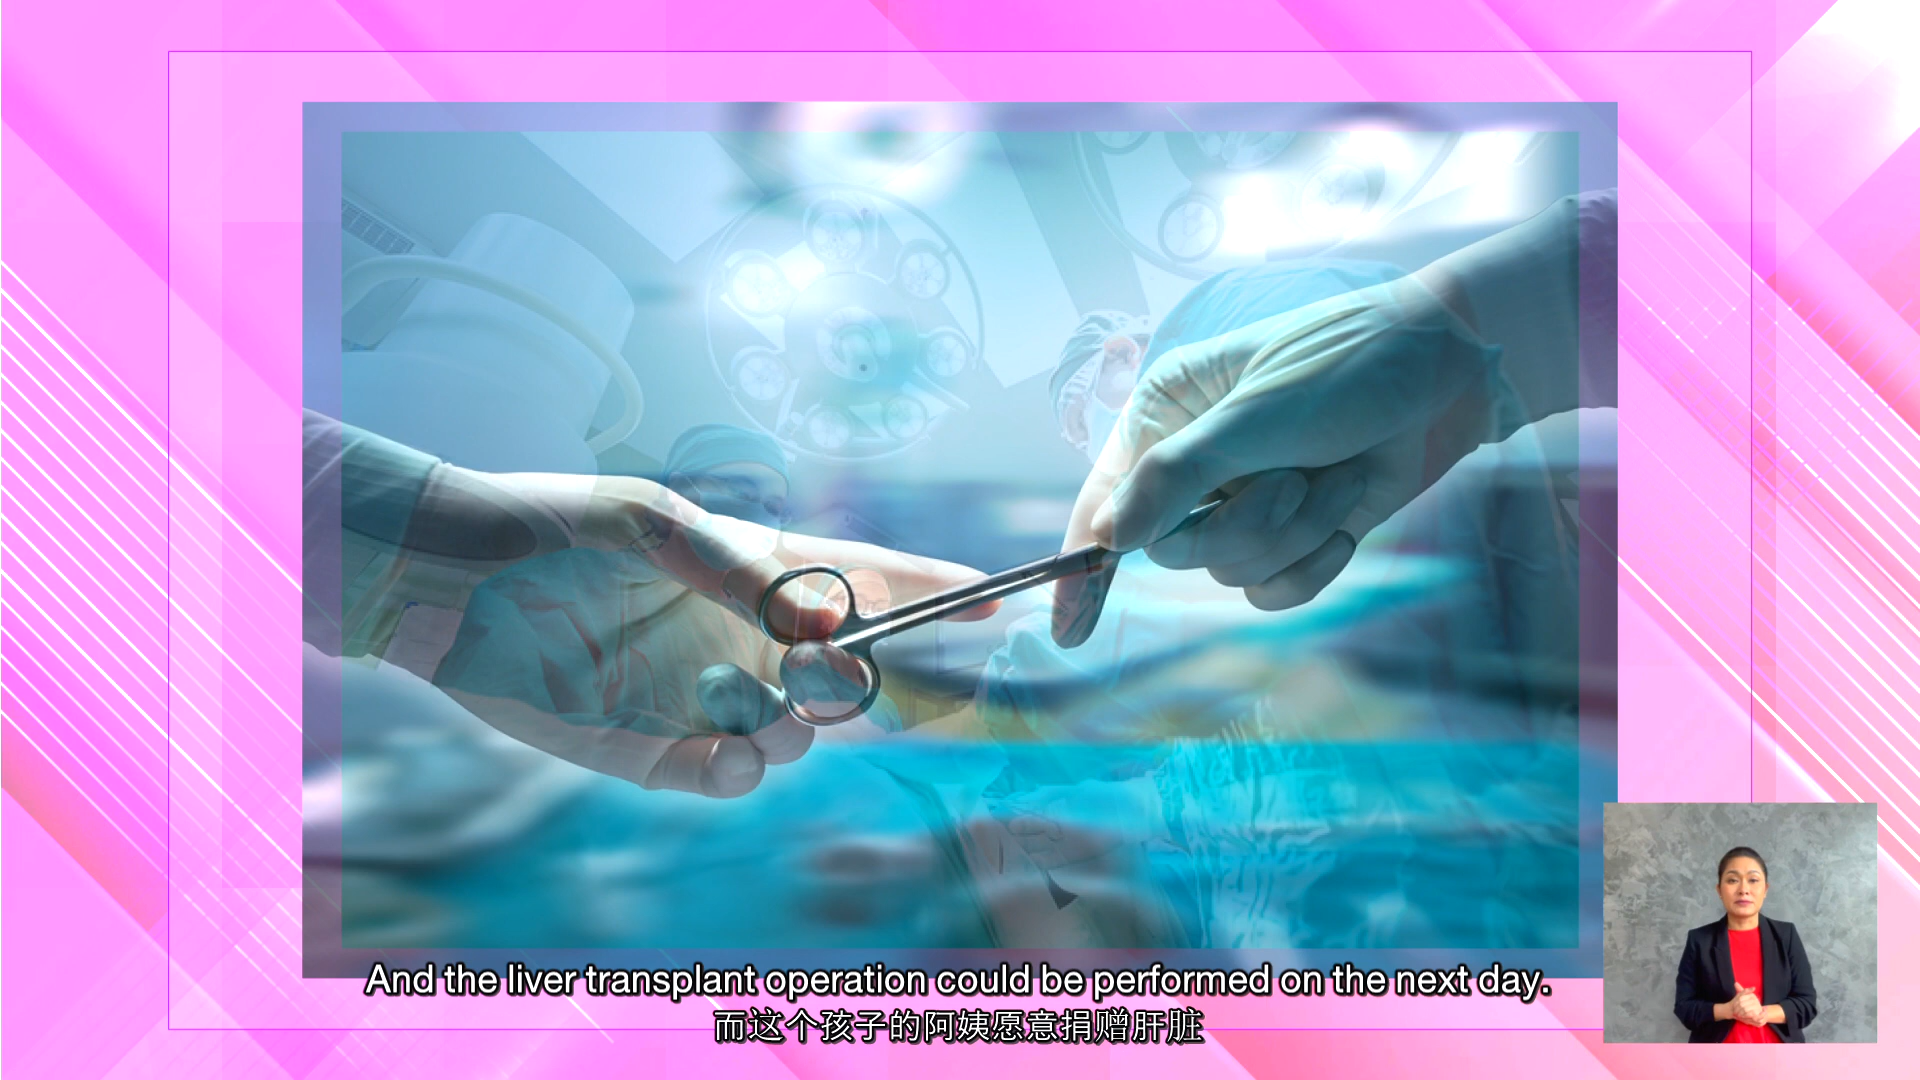 And the liver transplant operation could be performed on the next day.
而这个孩子的阿姨愿意捐赠肝脏